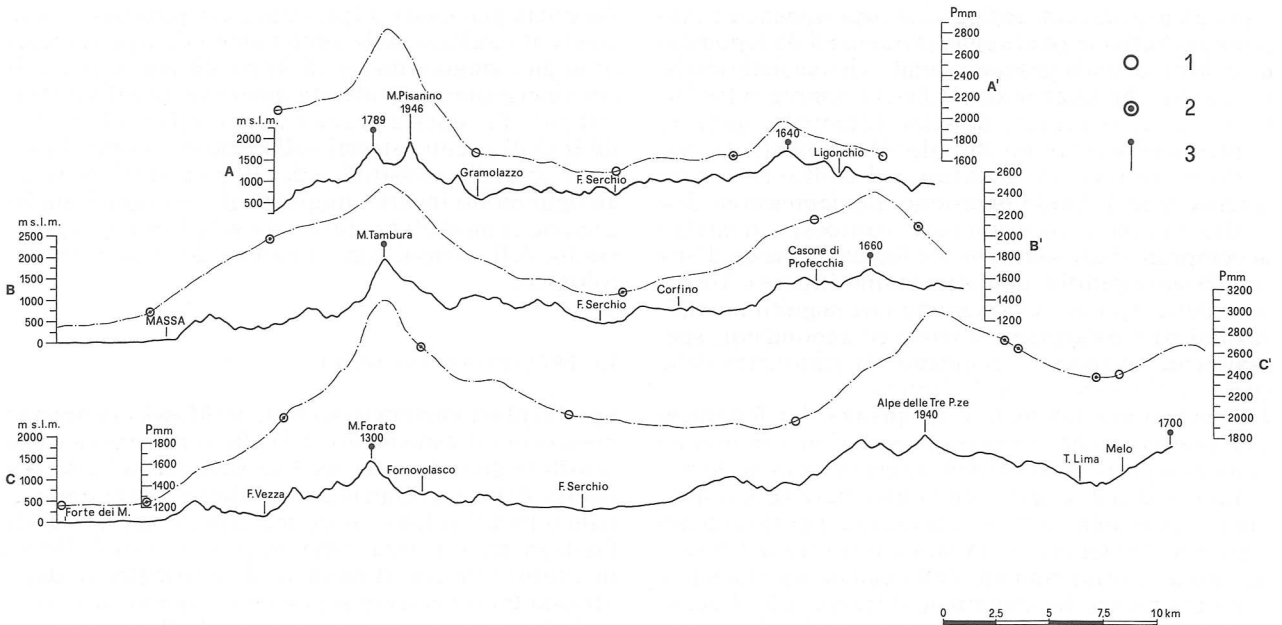 Pmm
2800
2600
2400
2200
2000
1800
1600
A'
1
2
3
m s.l.m.
2000
1500
1000
500
A
1789
M.Pisanino
1946
Gramolazzo
F. Serchio
1640
Ligonchio
2600
2400
2200
2000
1800
1600
1400
1200
B'
m s.l.m.
2500
2000
1500
1000
500
0
B
MASSA
M.Tambura
F. Serchio
Corfino
Casone di
Profecchia
1660
Pmm
3200
3000
2800
2600
2400
2200
2000
1800
C'
m s.l.m.
2000
1500
1000
500
0
C
Pmm
1800
1600
1400
1200
Forte dei M.
F. Vezza
M.Forato
1300
Fornovolasco
F. Serchio
Alpe delle Tre P.ze
1940
T. Lima
Melo
1700
0 2.5 5 7.5 10 km